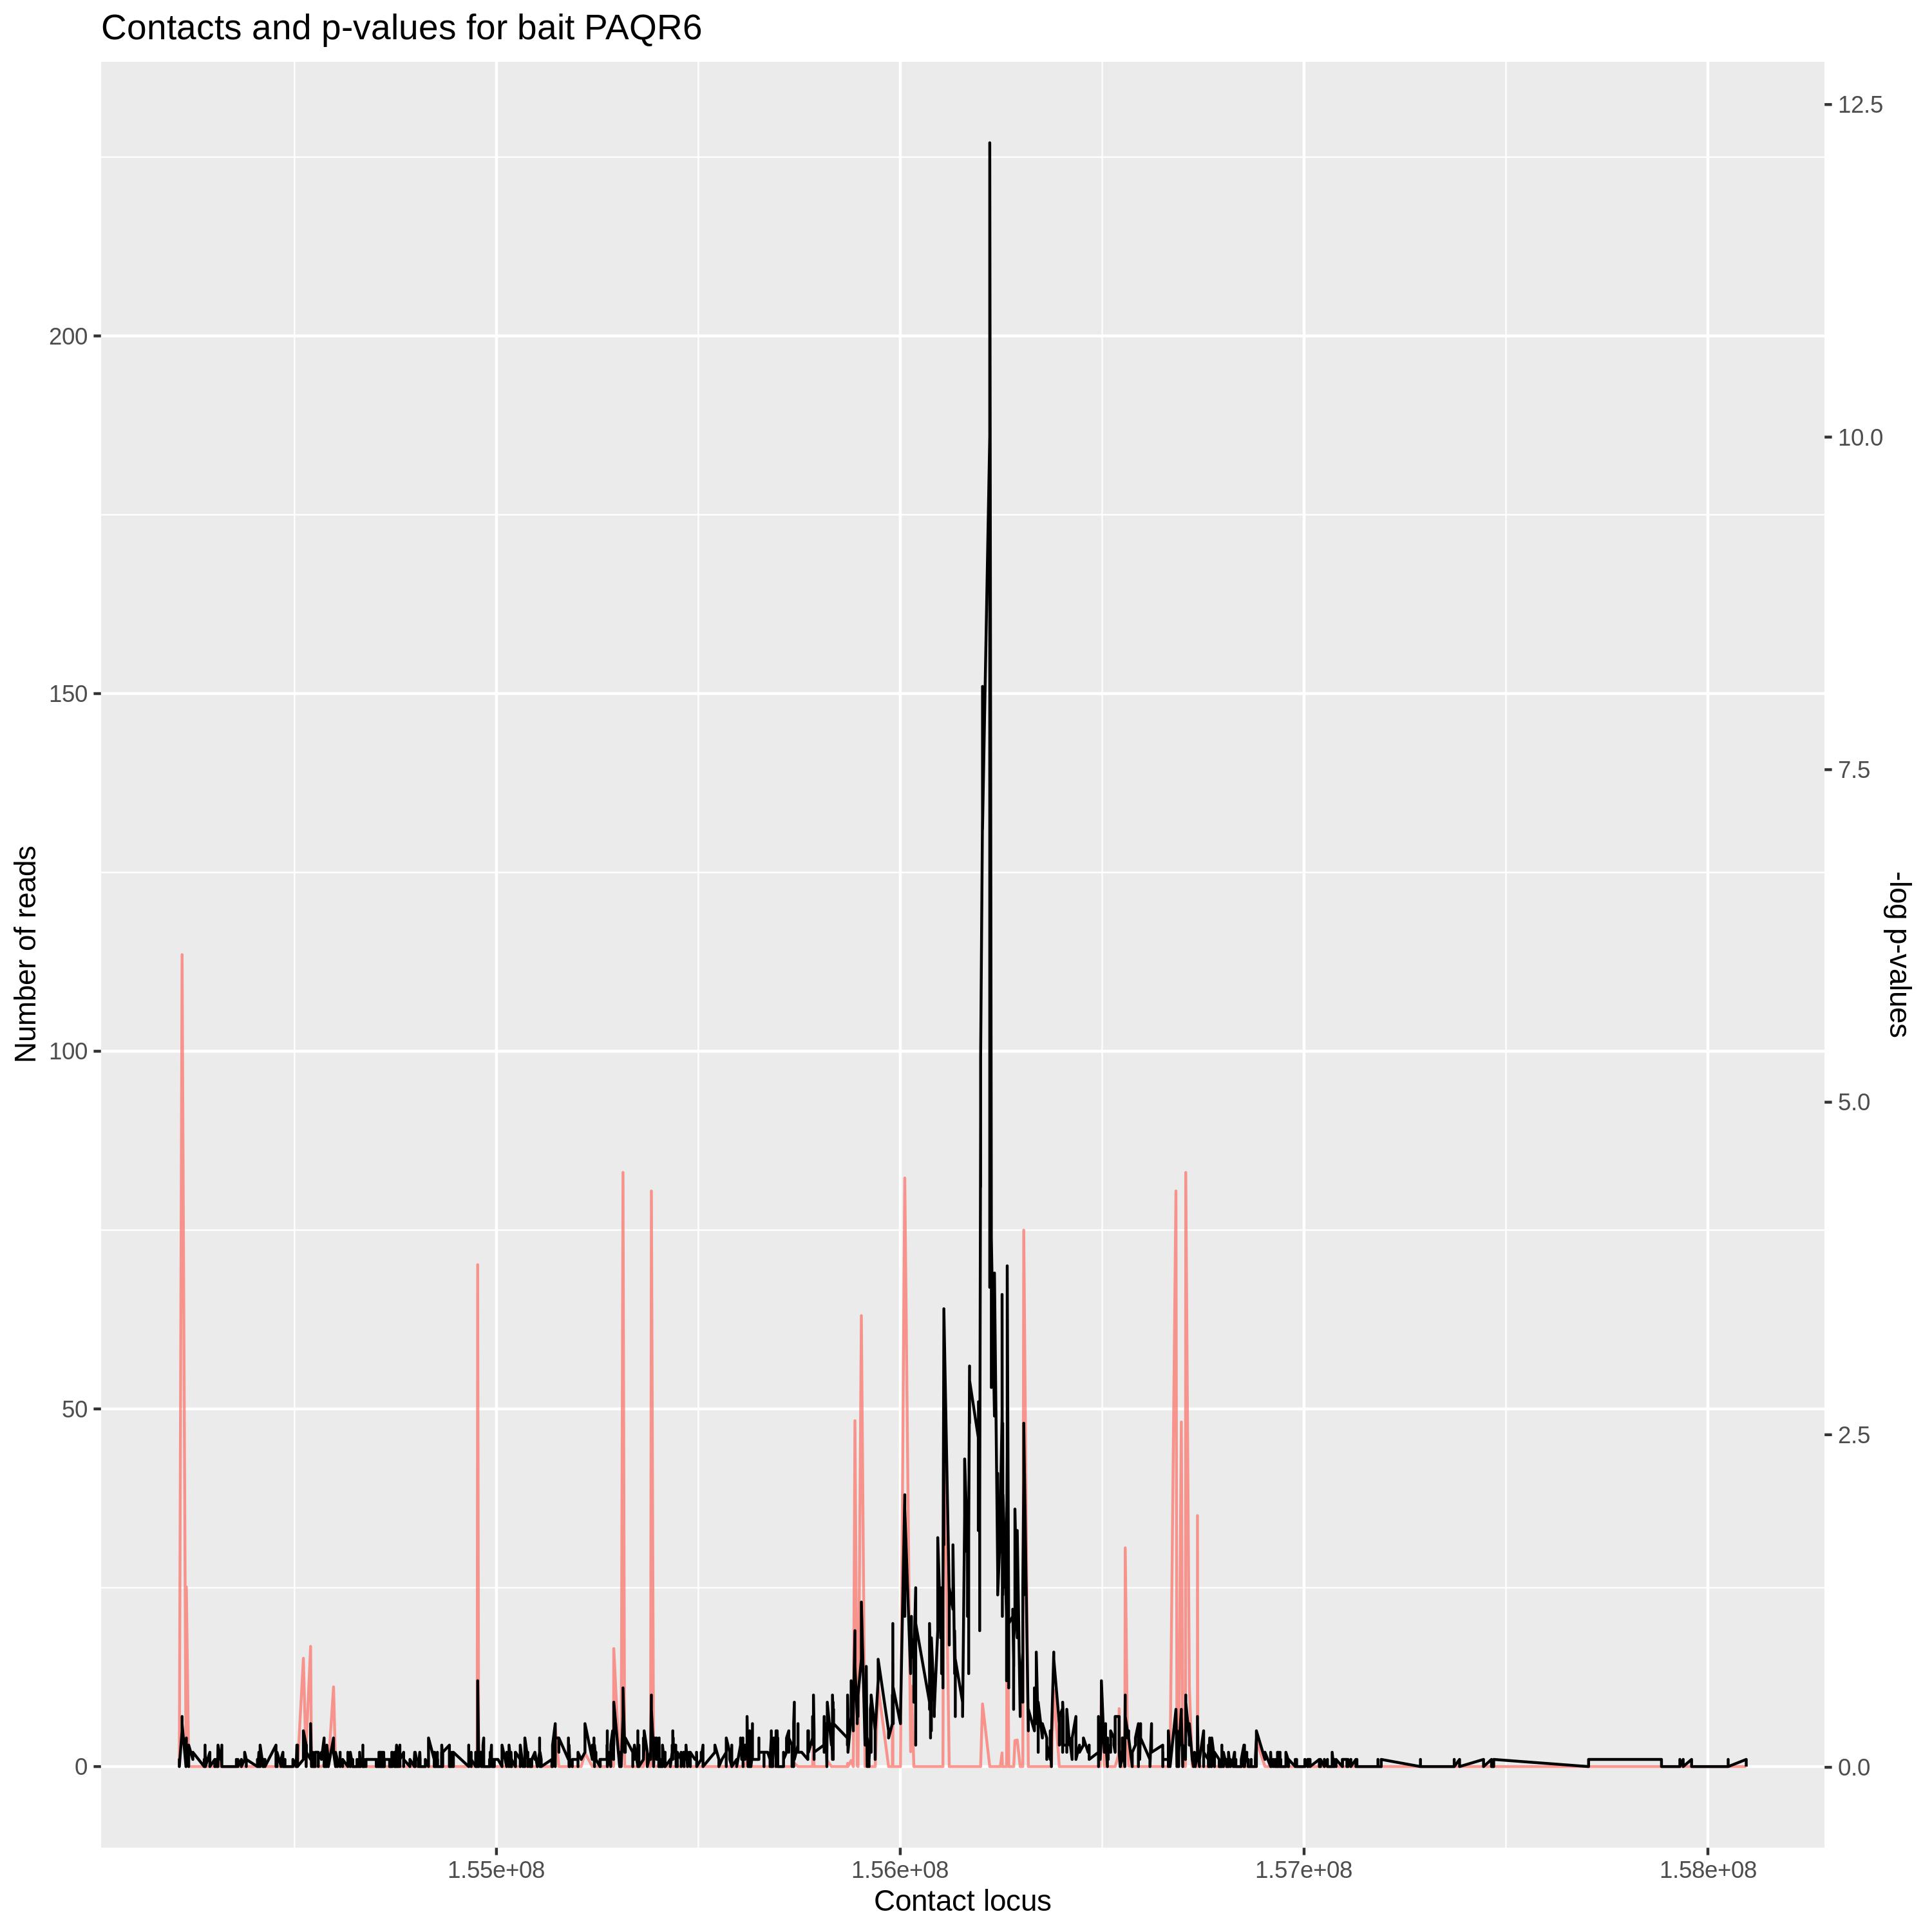 Contacts and p-values for bait PAQR6
Number of reads
200
150
100
50
0
12.5
10.0
7.5
5.0
2.5
0.0
-log p-values
1.55e+08 1.56e+08 1.57e+08 1.58e+08
Contact locus